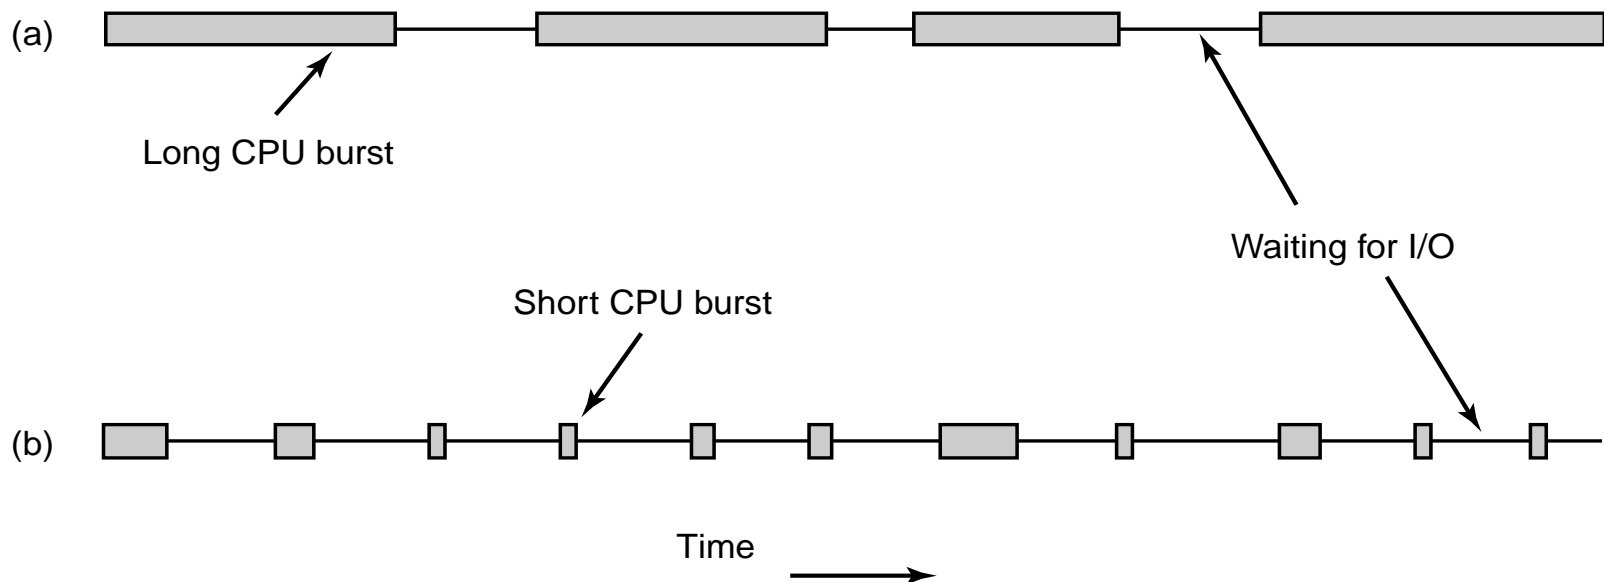 (a)
Long CPU burst
Waiting for I/O
Short CPU burst
(b)
Time